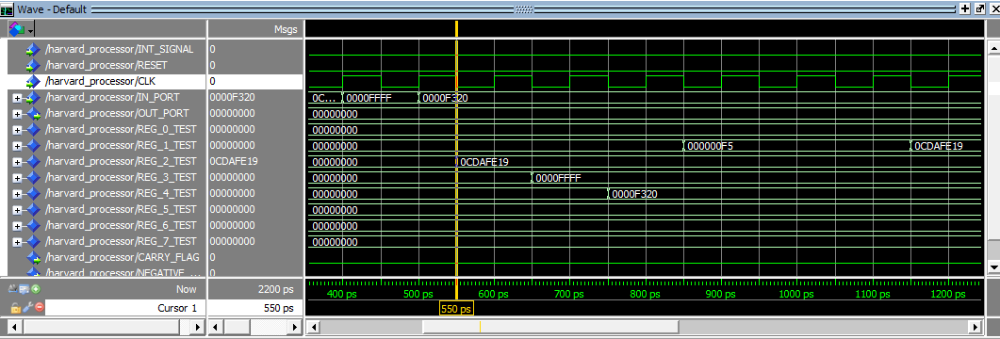 Wave - Default
Msgs
/harvard_processor/INT_SIGNAL 0
/harvard_processor/RESET 0
/harvard_processor/CLK 0
/harvard_processor/IN_PORT 0000F320 0C... 0000FFFF 0000F320
/harvard_processor/OUT_PORT 00000000 00000000
/harvard_processor/REG_0_TEST 00000000 00000000
/harvard_processor/REG_1_TEST 00000000 00000000 000000F5 0CDAFE19
/harvard_processor/REG_2_TEST 0CDAFE19 00000000 0CDAFE19
/harvard_processor/REG_3_TEST 00000000 00000000 0000FFFF
/harvard_processor/REG_4_TEST 00000000 00000000 0000F320
/harvard_processor/REG_5_TEST 00000000 00000000
/harvard_processor/REG_6_TEST 00000000 00000000
/harvard_processor/REG_7_TEST 00000000 00000000
/harvard_processor/CARRY_FLAG 0
/harvard_processor/NEGATIVE_... 0
Now 2200 ps 400 ps 500 ps 600 ps 700 ps 800 ps 900 ps 1000 ps 1100 ps 1200 ps
Cursor 1 550 ps 550 ps